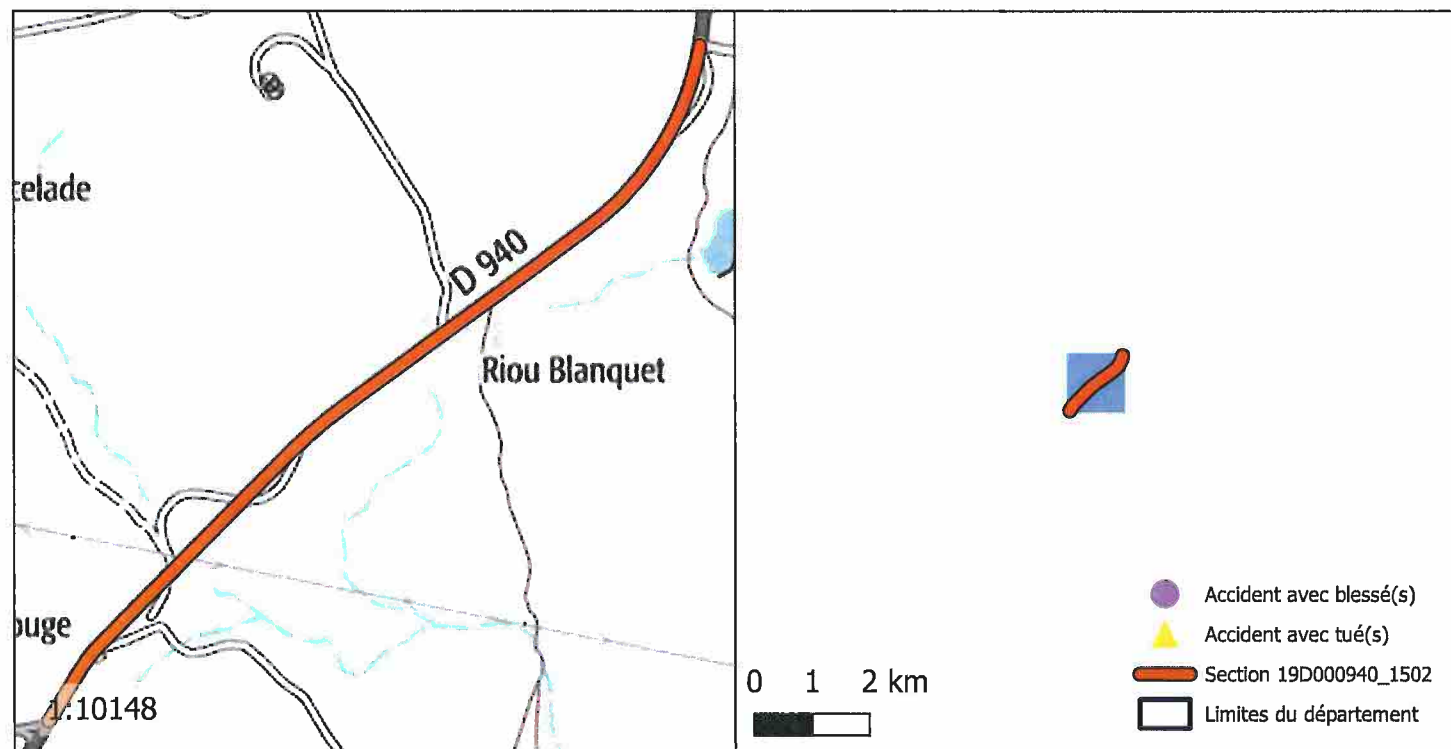 celade
D 940
Riou Blanquet
ouge
1:10148
0 1 2 km
Accident avec blessé(s)
Accident avec tué(s)
Section 19D000940_1502
Limites du département